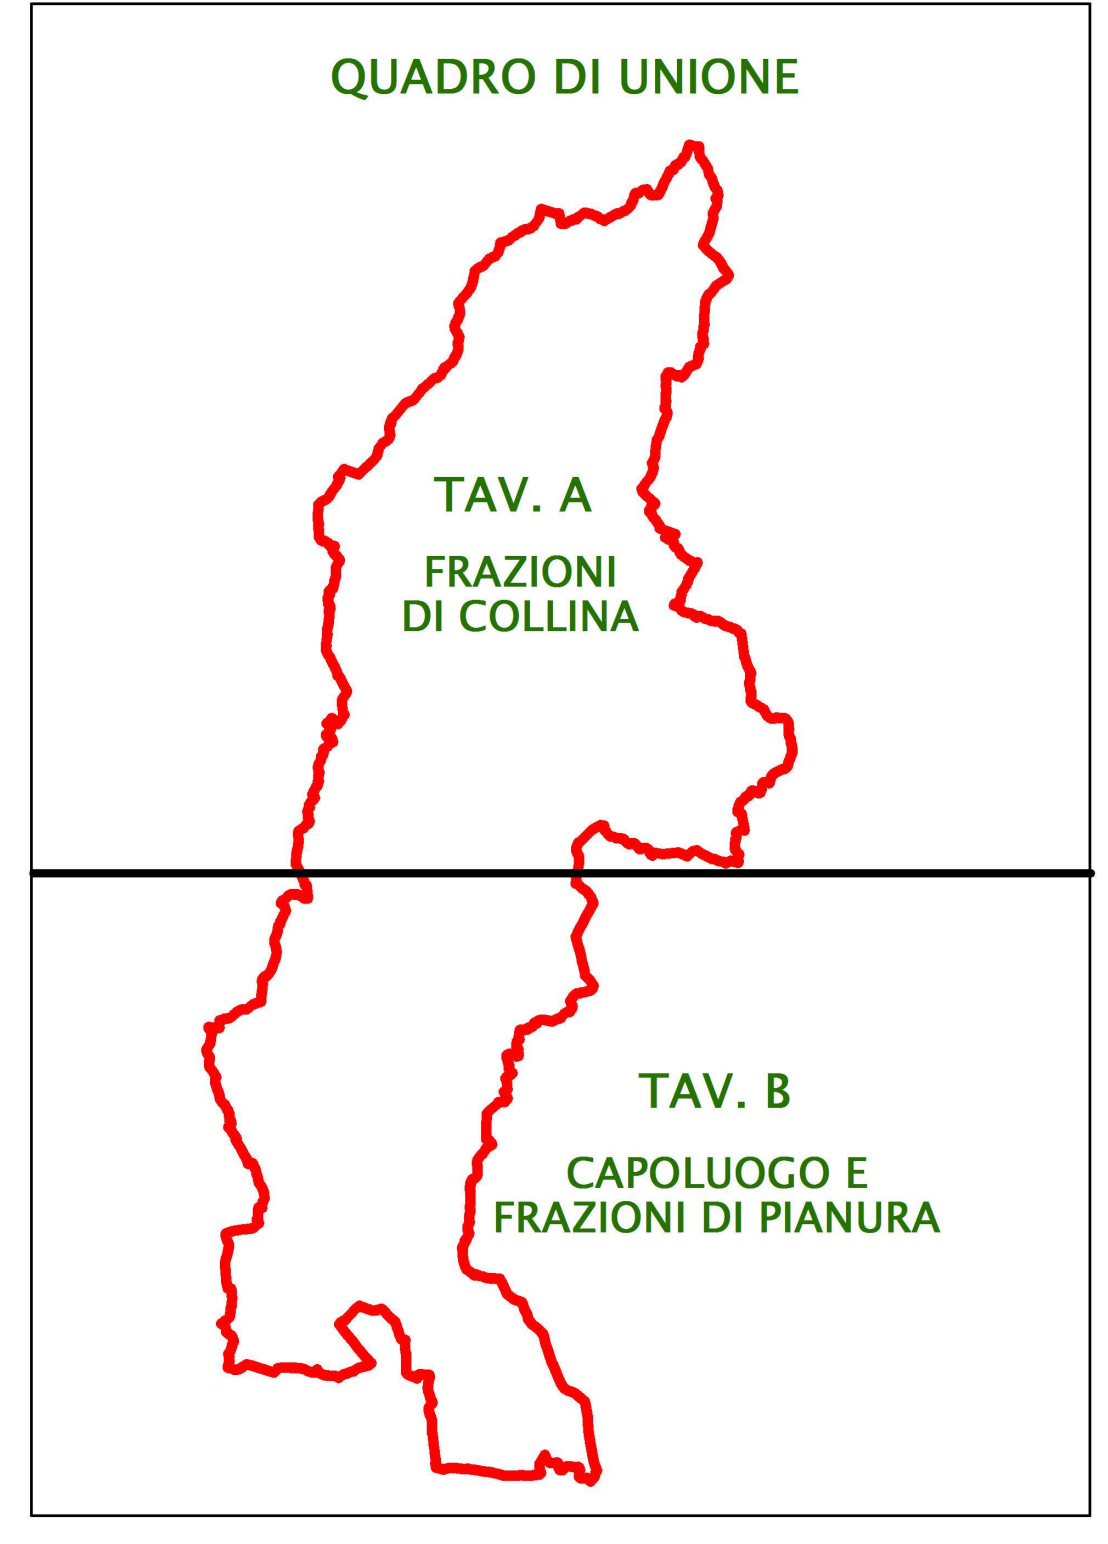 QUADRO DI UNIONE
TAV. A
FRAZIONI
DI COLLINA
TAV. B
CAPOLUOGO E
FRAZIONI DI PIANURA